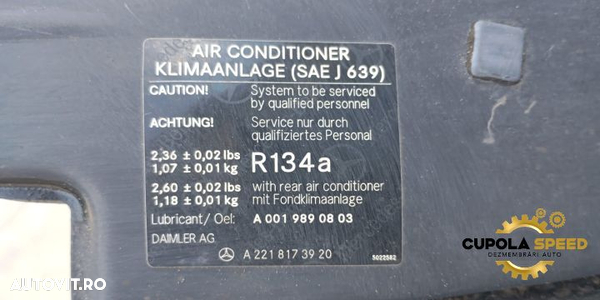 AIR CONDITIONER
KLIMAANLAGE (SAE J 639)
CAUTION! System to be serviced
by qualified personnel
ACHTUNG! Service nur durch
qualifiziertes Personal
2,36 ± 0,02 lbs
1,07 ± 0,01 kg R134a
2,60 ± 0,02 lbs with rear air conditioner
1,18 ± 0,01 kg mit Fondklimaanlage
Lubricant/ Oel: A 001 989 08 03
DAIMLER AG A 221 817 39 20
CUPOLA SPEED
DEZMEMBRĂRI AUTO
AUTOVIT.RO